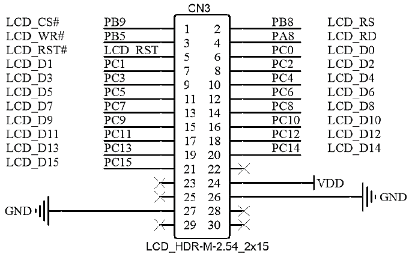 CN3
LCD_CS# PB9 1 2 PB8 LCD_RS
LCD_WR# PB5 3 4 PA8 LCD_RD
LCD_RST# LCD_RST 5 6 PC0 LCD_D0
LCD_D1 PC1 7 8 PC2 LCD_D2
LCD_D3 PC3 9 10 PC4 LCD_D4
LCD_D5 PC5 11 12 PC6 LCD_D6
LCD_D7 PC7 13 14 PC8 LCD_D8
LCD_D9 PC9 15 16 PC10 LCD_D10
LCD_D11 PC11 17 18 PC12 LCD_D12
LCD_D13 PC13 19 20 PC14 LCD_D14
LCD_D15 PC15 21 22
23 24 VDD
25 26 GND
GND 27 28
29 30
LCD_HDR-M-2.54_2x15